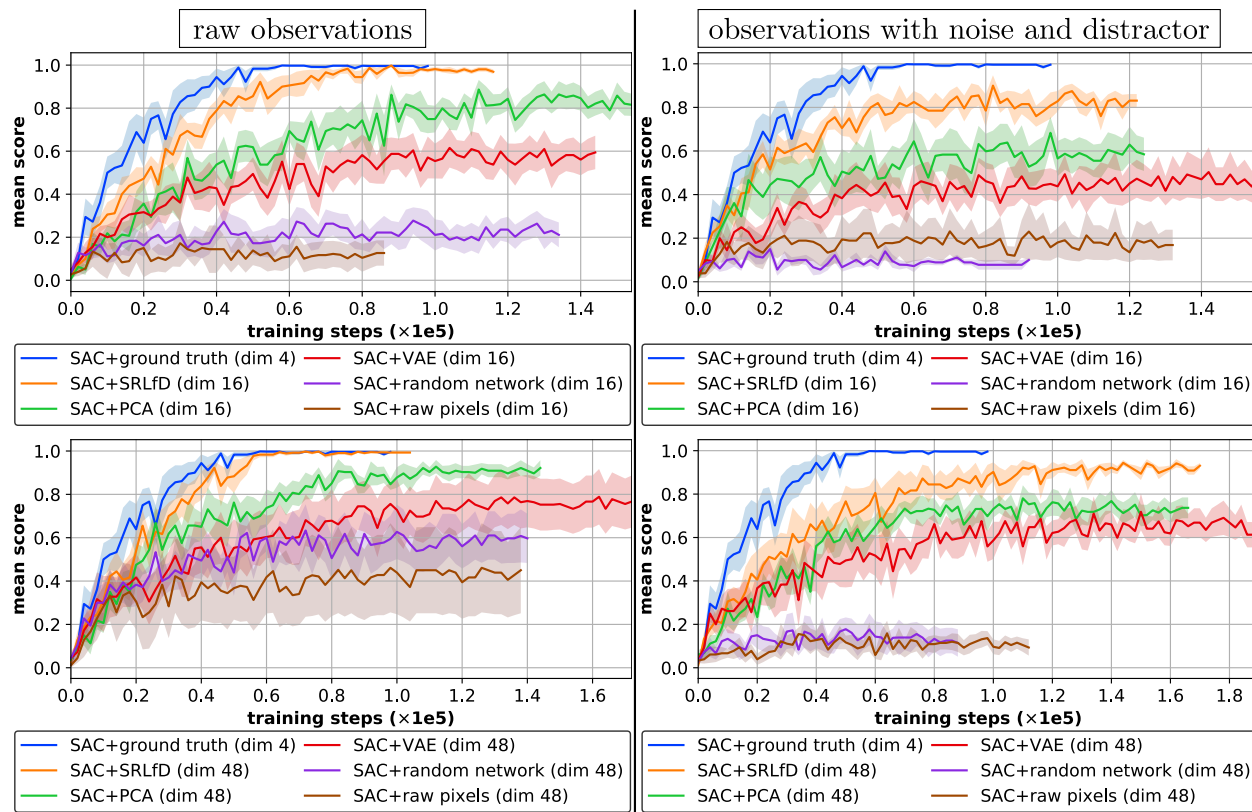 raw observations
observations with noise and distractor
mean score
1.0
0.8
0.6
0.4
0.2
0.0
0.0 0.2 0.4 0.6 0.8 1.0 1.2 1.4
training steps (×1e5)
SAC+ground truth (dim 4) SAC+VAE (dim 16)
SAC+SRLfD (dim 16) SAC+random network (dim 16)
SAC+PCA (dim 16) SAC+raw pixels (dim 16)
mean score
1.0
0.8
0.6
0.4
0.2
0.0
0.0 0.2 0.4 0.6 0.8 1.0 1.2 1.4
training steps (×1e5)
SAC+ground truth (dim 4) SAC+VAE (dim 16)
SAC+SRLfD (dim 16) SAC+random network (dim 16)
SAC+PCA (dim 16) SAC+raw pixels (dim 16)
mean score
1.0
0.8
0.6
0.4
0.2
0.0
0.0 0.2 0.4 0.6 0.8 1.0 1.2 1.4 1.6
training steps (×1e5)
SAC+ground truth (dim 4) SAC+VAE (dim 48)
SAC+SRLfD (dim 48) SAC+random network (dim 48)
SAC+PCA (dim 48) SAC+raw pixels (dim 48)
mean score
1.0
0.8
0.6
0.4
0.2
0.0
0.0 0.2 0.4 0.6 0.8 1.0 1.2 1.4 1.6 1.8
training steps (×1e5)
SAC+ground truth (dim 4) SAC+VAE (dim 48)
SAC+SRLfD (dim 48) SAC+random network (dim 48)
SAC+PCA (dim 48) SAC+raw pixels (dim 48)